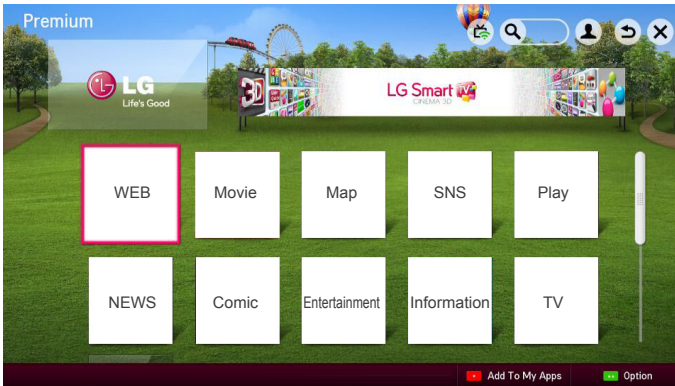 Premium
LG
Life's Good
3D
LG Smart TV
CINEMA 3D
WEB
Movie
Map
SNS
Play
NEWS
Comic
Entertainment
Information
TV
Add To My Apps
Option